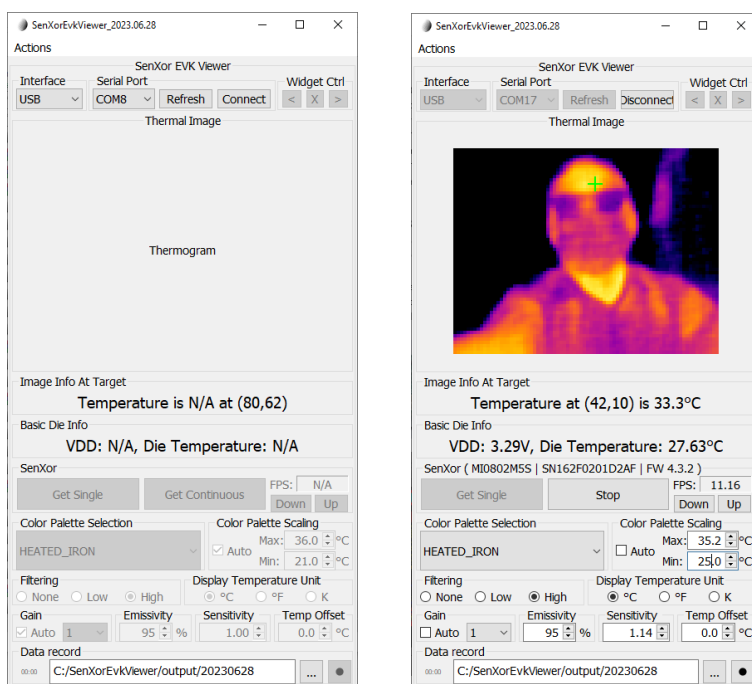 SenXorEvkViewer_2023.06.28
Actions
SenXor EVK Viewer
Interface Serial Port Widget Ctrl
USB COM8 Refresh Connect < X >
Thermal Image
Thermogram
Image Info At Target
Temperature is N/A at (80,62)
Basic Die Info
VDD: N/A, Die Temperature: N/A
SenXor
Get Single Get Continuous FPS: N/A
Down Up
Color Palette Selection Color Palette Scaling
HEATED_IRON Auto Max: 36.0 °C
Min: 21.0 °C
Filtering Display Temperature Unit
None Low High °C °F K
Gain Emissivity Sensitivity Temp Offset
Auto 1 95 % 1.00 0.0 °C
Data record
00:00 C:/SenXorEvkViewer/output/20230628 ...
SenXorEvkViewer_2023.06.28
Actions
SenXor EVK Viewer
Interface Serial Port Widget Ctrl
USB COM17 Refresh Disconnect < X >
Thermal Image
Image Info At Target
Temperature at (42,10) is 33.3°C
Basic Die Info
VDD: 3.29V, Die Temperature: 27.63°C
SenXor ( MI0802M5S | SN162F0201D2AF | FW 4.3.2 )
Get Single Stop FPS: 11.16
Down Up
Color Palette Selection Color Palette Scaling
HEATED_IRON Auto Max: 35.2 °C
Min: 25.0 °C
Filtering Display Temperature Unit
None Low High °C °F K
Gain Emissivity Sensitivity Temp Offset
Auto 1 95 % 1.14 0.0 °C
Data record
00:00 C:/SenXorEvkViewer/output/20230628 ...